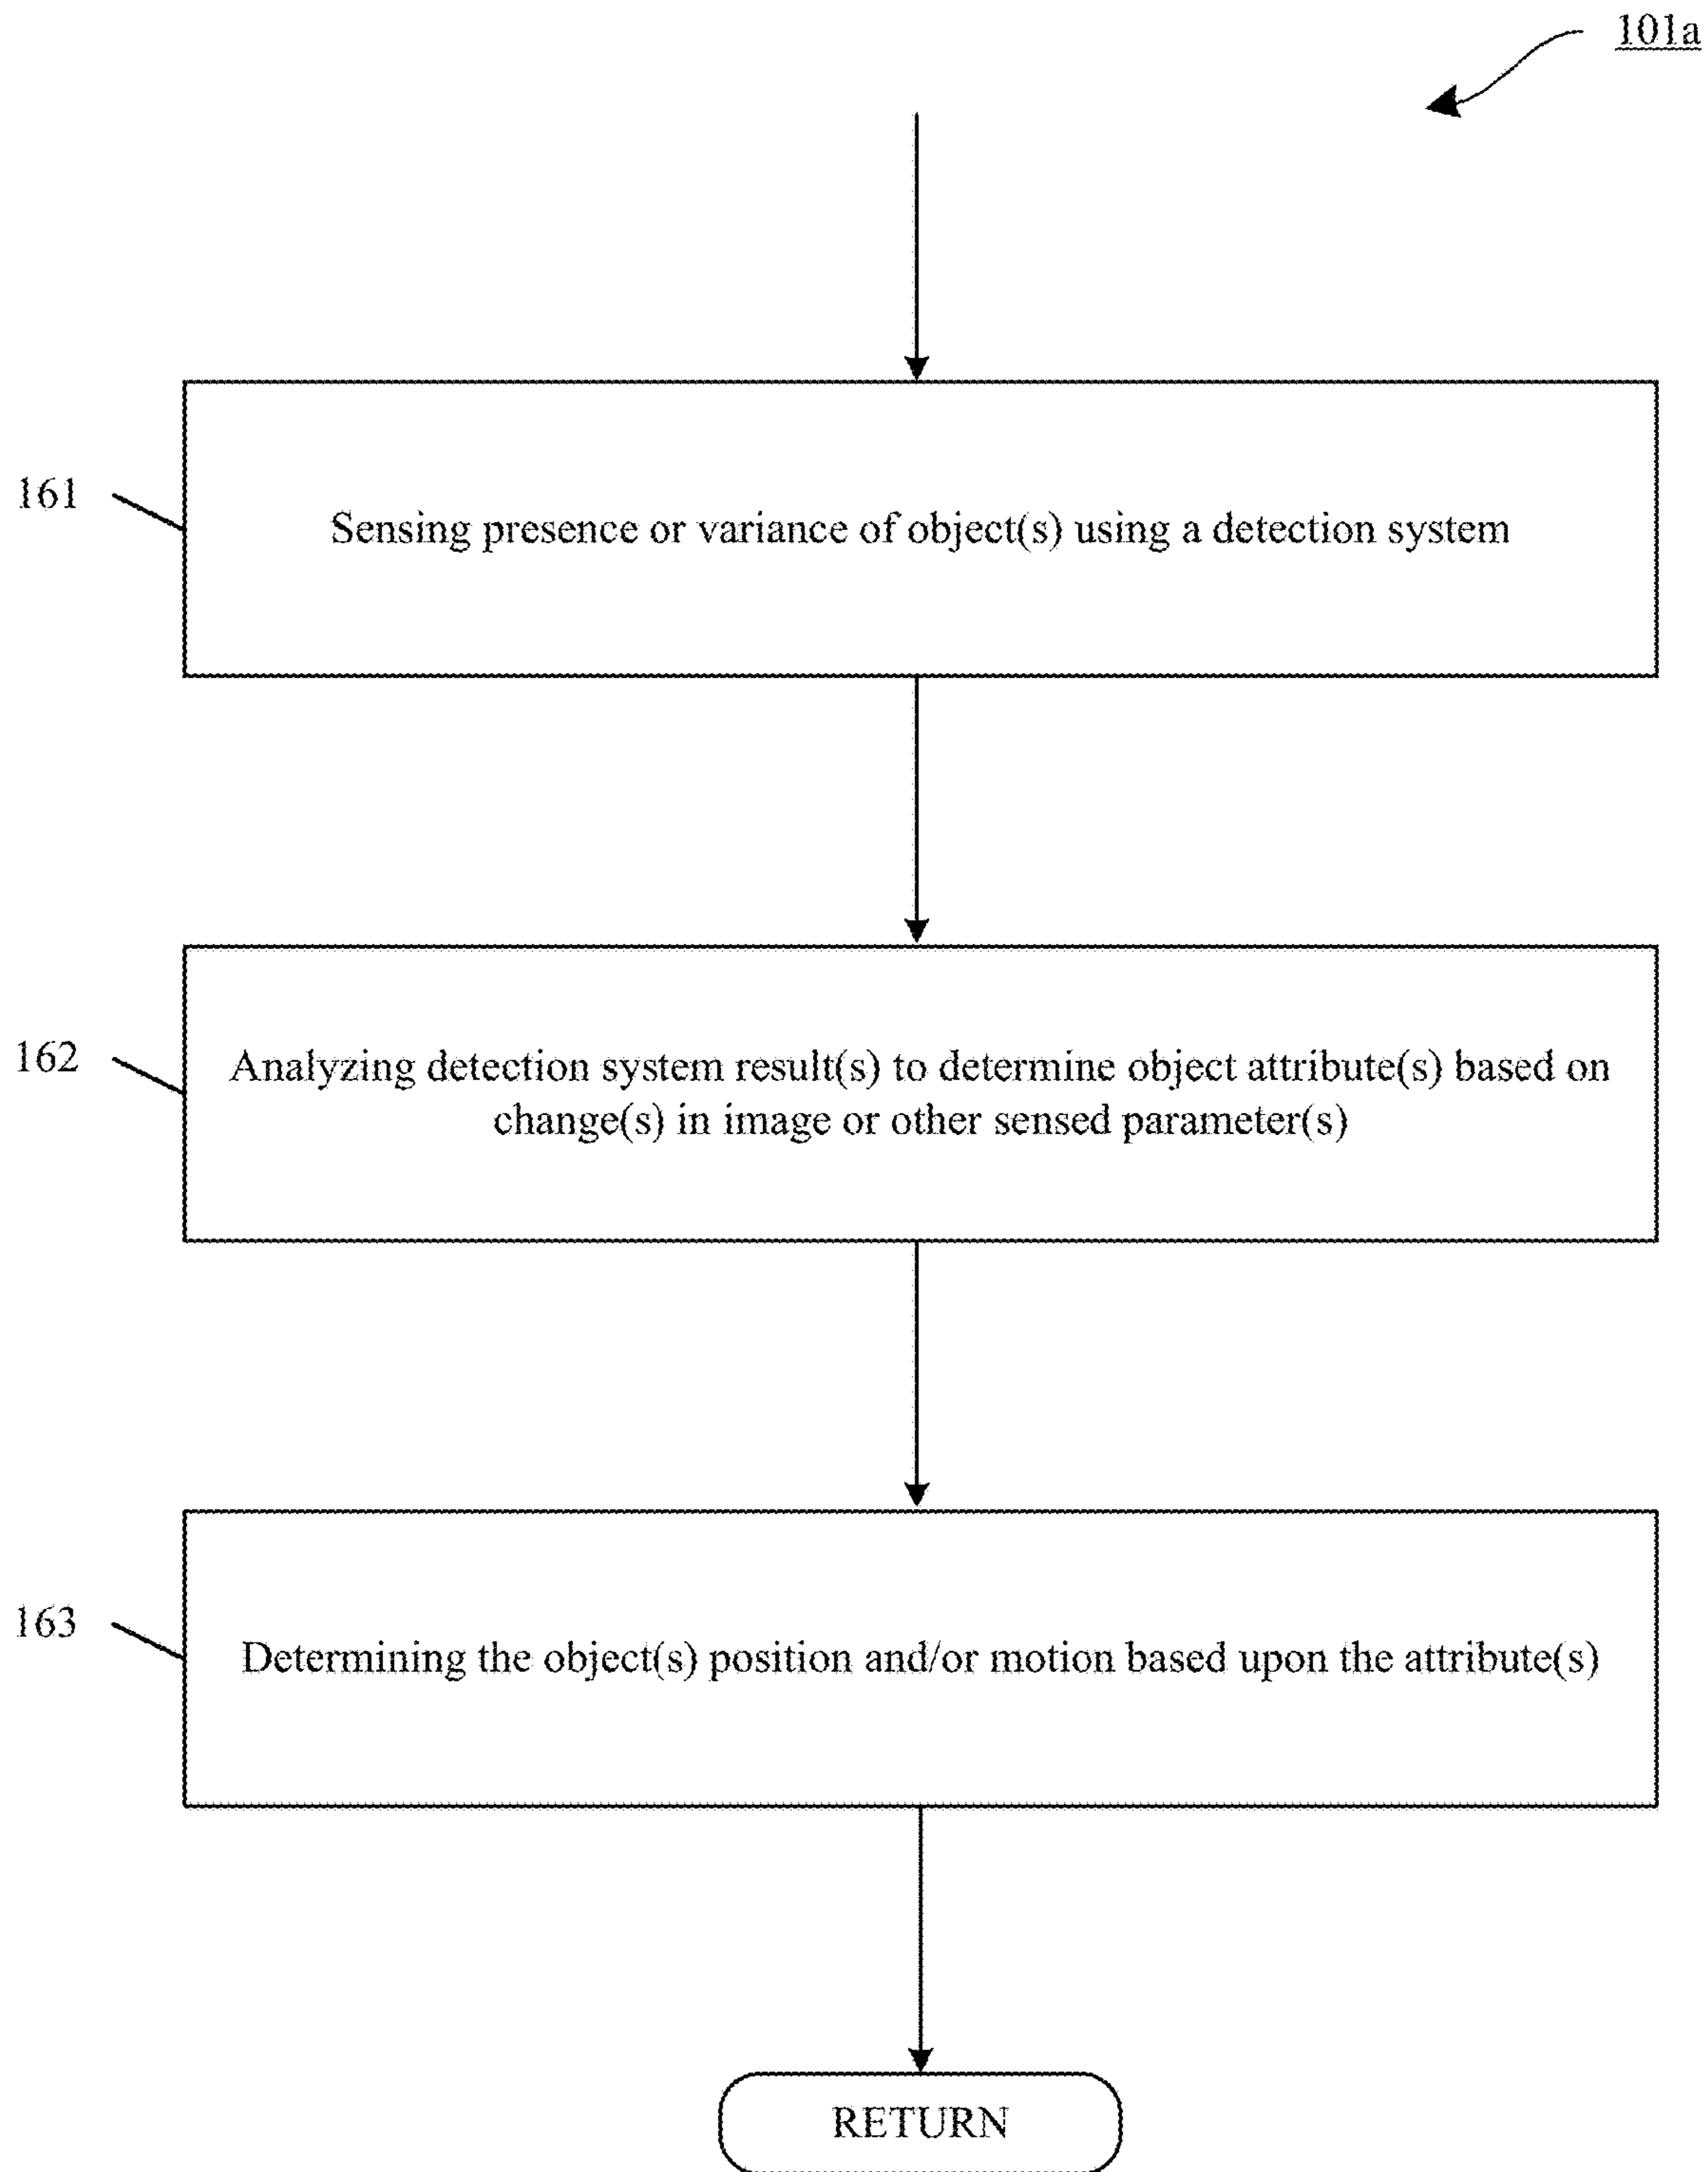 101a
161
Sensing presence or variance of object(s) using a detection system
162
Analyzing detection system result(s) to determine object attribute(s) based on
change(s) in image or other sensed parameter(s)
163
Determining the object(s) position and/or motion based upon the attribute(s)
RETURN